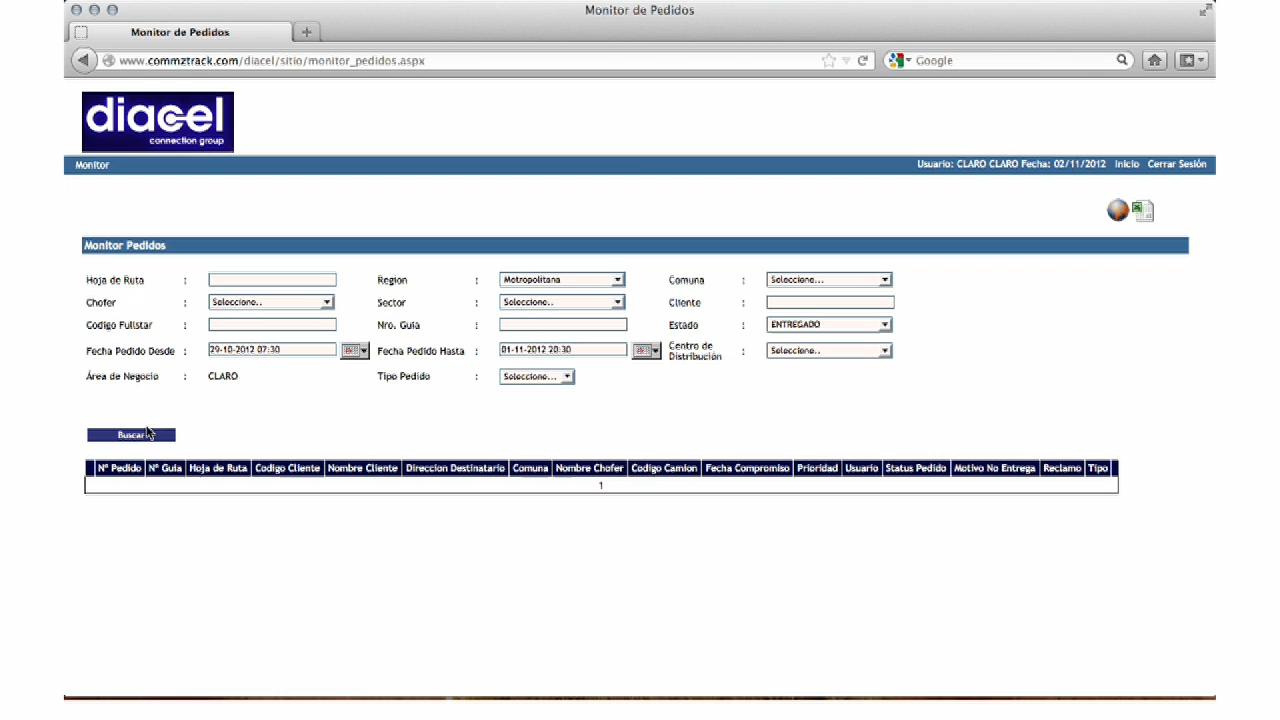 Monitor de Pedidos
Monitor de Pedidos
www.commztrack.com/diacel/sitio/monitor_pedidos.aspx
Google
diacel
connection group
Monitor
Usuario: CLARO CLARO Fecha: 02/11/2012 Inicio Cerrar Sesión
Monitor Pedidos
Hoja de Ruta : Region : Metropolitana Comuna : Seleccione...
Chofer : Seleccione.. Sector : Seleccione.. Cliente :
Codigo Fullstar : Nro. Guia : Estado : ENTREGADO
Fecha Pedido Desde : 29-10-2012 07:30 Fecha Pedido Hasta : 01-11-2012 20:30 Centro de Distribución : Seleccione..
Área de Negocio : CLARO Tipo Pedido : Seleccione...
Buscar
Nº Pedido Nº Guia Hoja de Ruta Codigo Cliente Nombre Cliente Direccion Destinatario Comuna Nombre Chofer Codigo Camion Fecha Compromiso Prioridad Usuario Status Pedido Motivo No Entrega Reclamo Tipo
1